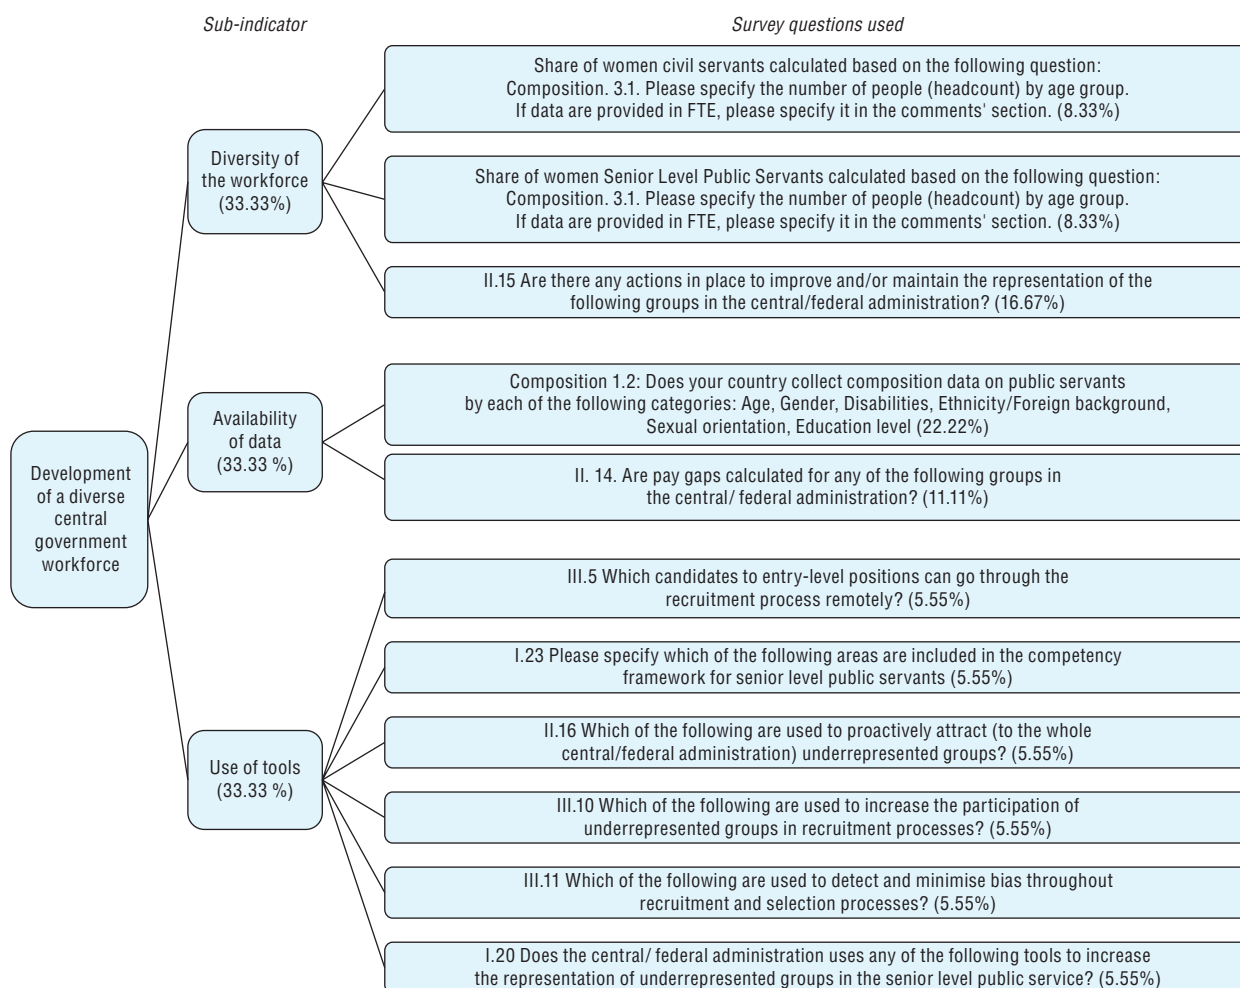 Sub-indicator
Survey questions used
Share of women civil servants calculated based on the following question:
Composition. 3.1. Please specify the number of people (headcount) by age group.
If data are provided in FTE, please specify it in the comments' section. (8.33%)
Diversity of
the workforce
(33.33%)
Share of women Senior Level Public Servants calculated based on the following question:
Composition. 3.1. Please specify the number of people (headcount) by age group.
If data are provided in FTE, please specify it in the comments' section. (8.33%)
II.15 Are there any actions in place to improve and/or maintain the representation of the
following groups in the central/federal administration? (16.67%)
Composition 1.2: Does your country collect composition data on public servants
by each of the following categories: Age, Gender, Disabilities, Ethnicity/Foreign background,
Sexual orientation, Education level (22.22%)
Availability
of data
(33.33 %)
II. 14. Are pay gaps calculated for any of the following groups in
the central/ federal administration? (11.11%)
Development
of a diverse
central
government
workforce
III.5 Which candidates to entry-level positions can go through the
recruitment process remotely? (5.55%)
I.23 Please specify which of the following areas are included in the competency
framework for senior level public servants (5.55%)
II.16 Which of the following are used to proactively attract (to the whole
central/federal administration) underrepresented groups? (5.55%)
Use of tools
(33.33 %)
III.10 Which of the following are used to increase the participation of
underrepresented groups in recruitment processes? (5.55%)
III.11 Which of the following are used to detect and minimise bias throughout
recruitment and selection processes? (5.55%)
I.20 Does the central/ federal administration uses any of the following tools to increase
the representation of underrepresented groups in the senior level public service? (5.55%)